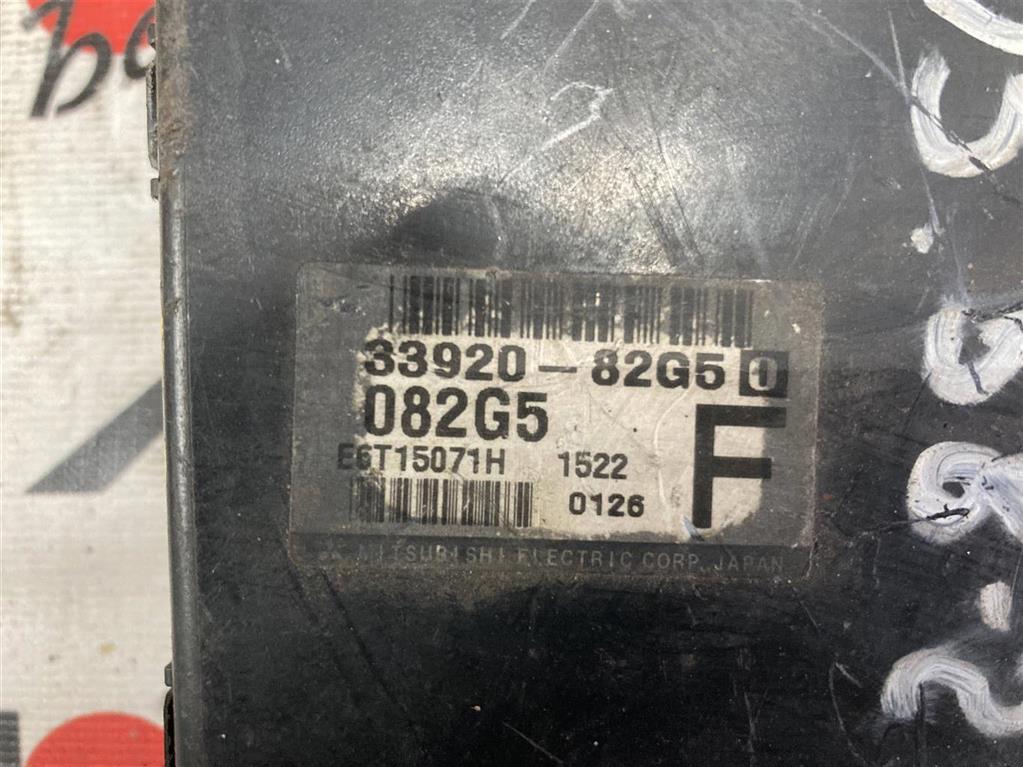 33920-82G50
082G5
F
E6T15071H 1522
0126
MITSUBISHI ELECTRIC CORP. JAPAN